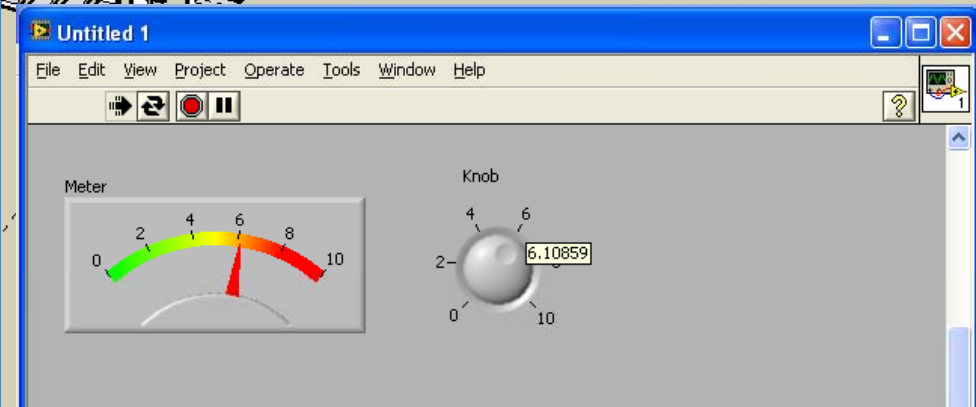 Untitled 1
File Edit View Project Operate Tools Window Help
?
1
Meter
0 2 4 6 8 10
Knob
0 2 4 6 10
6.10859